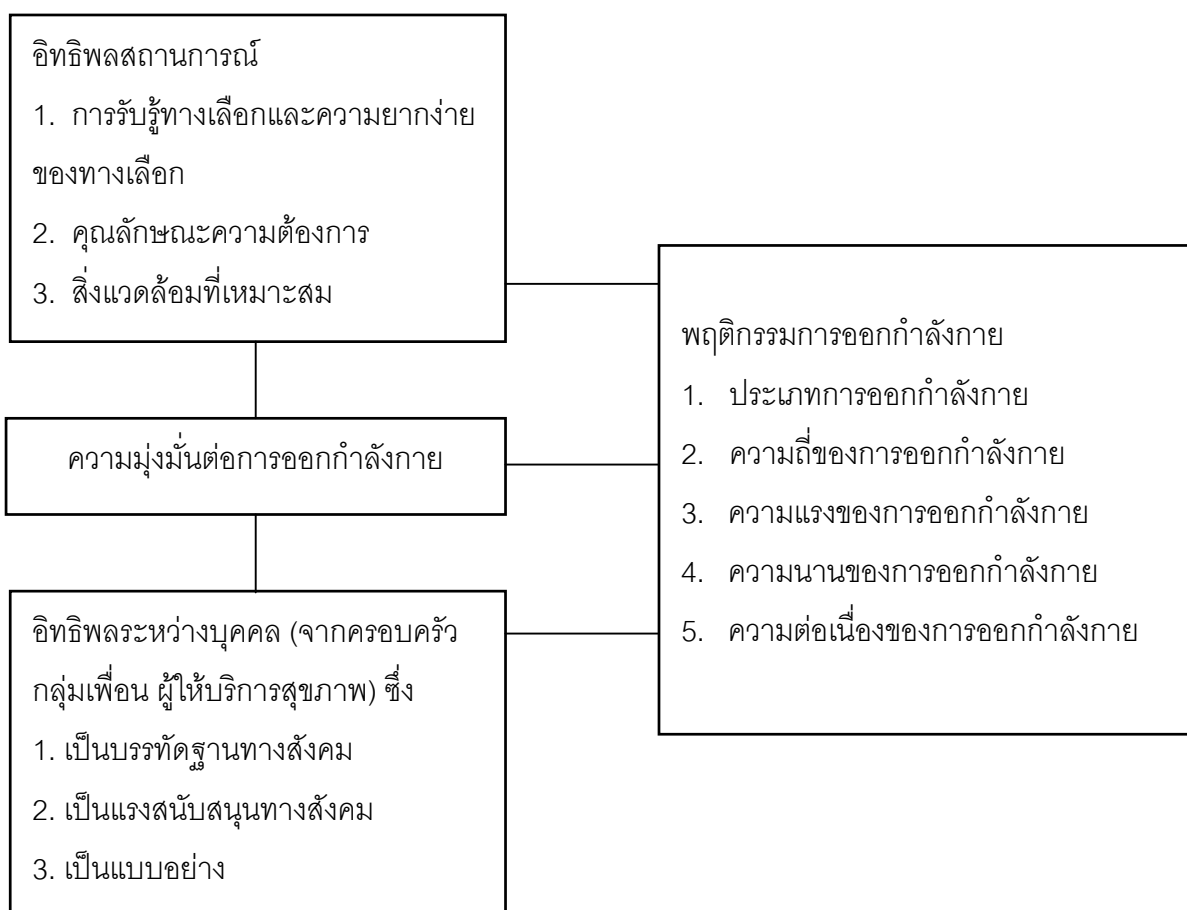 อิทธิพลสถานการณ์
1. การรับรู้ทางเลือกและความยากง่าย
ของทางเลือก
2. คุณลักษณะความต้องการ
3. สิ่งแวดล้อมที่เหมาะสม
ความมุ่งมั่นต่อการออกกำลังกาย
อิทธิพลระหว่างบุคคล (จากครอบครัว
กลุ่มเพื่อน ผู้ให้บริการสุขภาพ) ซึ่ง
1. เป็นบรรทัดฐานทางสังคม
2. เป็นแรงสนับสนุนทางสังคม
3. เป็นแบบอย่าง
พฤติกรรมการออกกำลังกาย
1. ประเภทการออกกำลังกาย
2. ความถี่ของการออกกำลังกาย
3. ความแรงของการออกกำลังกาย
4. ความนานของการออกกำลังกาย
5. ความต่อเนื่องของการออกกำลังกาย